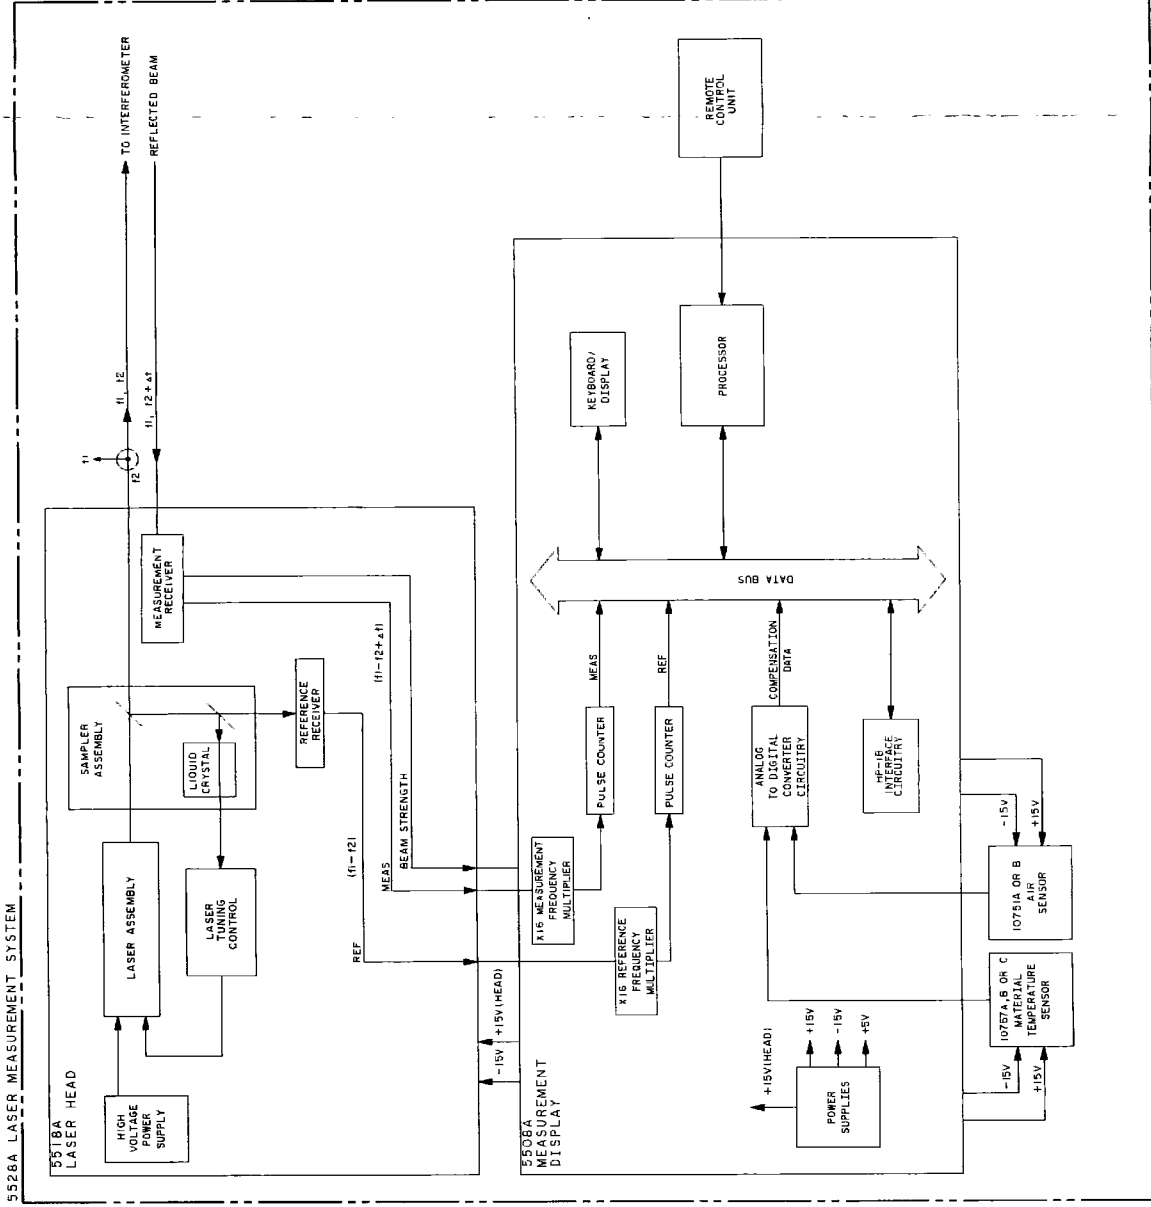 5528A LASER MEASUREMENT SYSTEM
5518A
LASER HEAD
HIGH
VOLTAGE
POWER
SUPPLY
LASER ASSEMBLY
LASER
TUNING
CONTROL
SAMPLER
ASSEMBLY
LIQUID
CRYSTAL
REFERENCE
RECEIVER
MEASUREMENT
RECEIVER
f1
f2
f1, f2
TO INTERFEROMETER
f1, f2 + Δf
REFLECTED BEAM
(f1-f2)
REF
(f1-f2+Δf)
MEAS
BEAM STRENGTH
-15V
+15V(HEAD)
5508A
MEASUREMENT
DISPLAY
X16 MEASUREMENT
FREQUENCY
MULTIPLIER
X16 REFERENCE
FREQUENCY
MULTIPLIER
PULSE COUNTER
MEAS
PULSE COUNTER
REF
ANALOG
TO DIGITAL
CONVERTER
CIRCUITRY
COMPENSATION
DATA
HP-IB
INTERFACE
CIRCUITRY
DATA BUS
KEYBOARD/
DISPLAY
PROCESSOR
REMOTE
CONTROL
UNIT
POWER
SUPPLIES
+15V(HEAD)
+15V
-15V
+5V
10757A, B OR C
MATERIAL
TEMPERATURE
SENSOR
-15V
+15V
10751A OR B
AIR
SENSOR
-15V
+15V